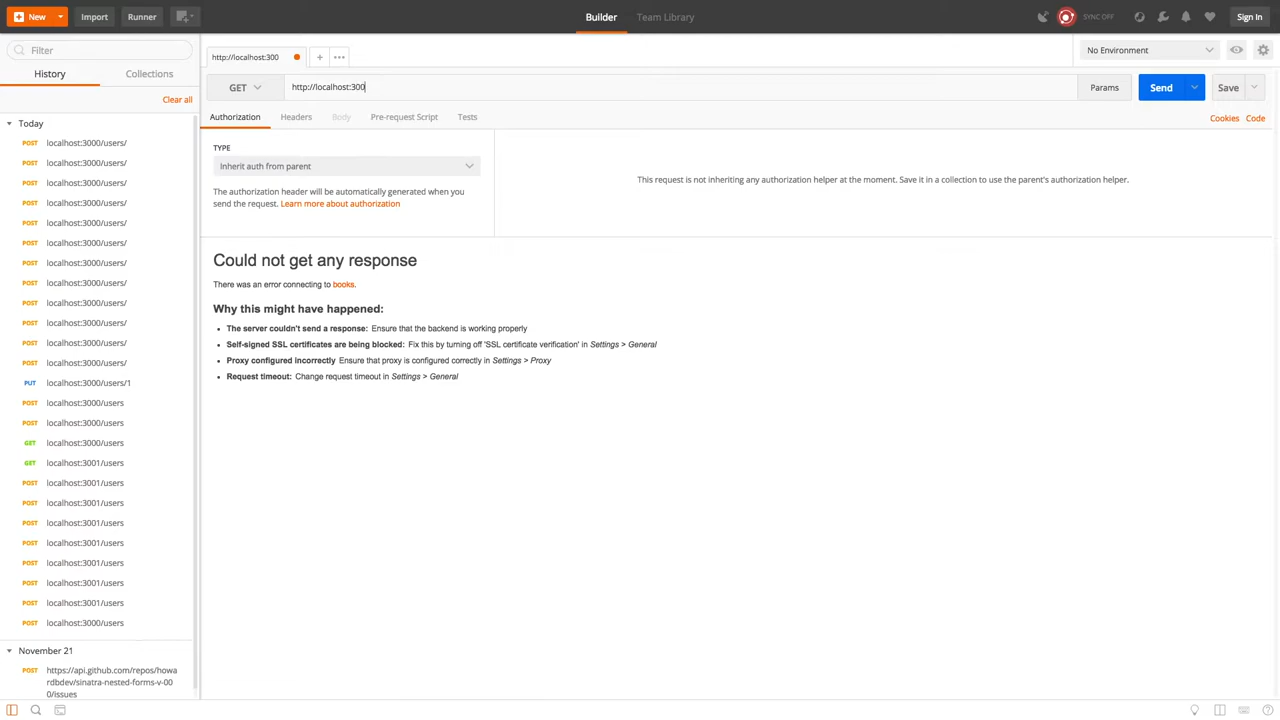 New
Import
Runner
Builder
Team Library
SYNC OFF
Sign In
Filter
History
Collections
Clear all
Today
POST localhost:3000/users/
POST localhost:3000/users/
POST localhost:3000/users/
POST localhost:3000/users/
POST localhost:3000/users/
POST localhost:3000/users/
POST localhost:3000/users/
POST localhost:3000/users/
POST localhost:3000/users/
POST localhost:3000/users/
POST localhost:3000/users/
POST localhost:3000/users/
PUT localhost:3000/users/1
POST localhost:3000/users
POST localhost:3000/users
GET localhost:3000/users
GET localhost:3001/users
POST localhost:3001/users
POST localhost:3001/users
POST localhost:3001/users
POST localhost:3001/users
POST localhost:3001/users
POST localhost:3001/users
POST localhost:3001/users
POST localhost:3000/users
November 21
POST https://api.github.com/repos/howa
rdbdev/sinatra-nested-forms-v-00
0/issues
http://localhost:300
No Environment
GET
http://localhost:300
Params
Send
Save
Authorization
Headers
Body
Pre-request Script
Tests
Cookies
Code
TYPE
Inherit auth from parent
The authorization header will be automatically generated when you
send the request. Learn more about authorization
This request is not inheriting any authorization helper at the moment. Save it in a collection to use the parent's authorization helper.
Could not get any response
There was an error connecting to books.
Why this might have happened:
• The server couldn't send a response: Ensure that the backend is working properly
• Self-signed SSL certificates are being blocked: Fix this by turning off 'SSL certificate verification' in Settings > General
• Proxy configured incorrectly Ensure that proxy is configured correctly in Settings > Proxy
• Request timeout: Change request timeout in Settings > General